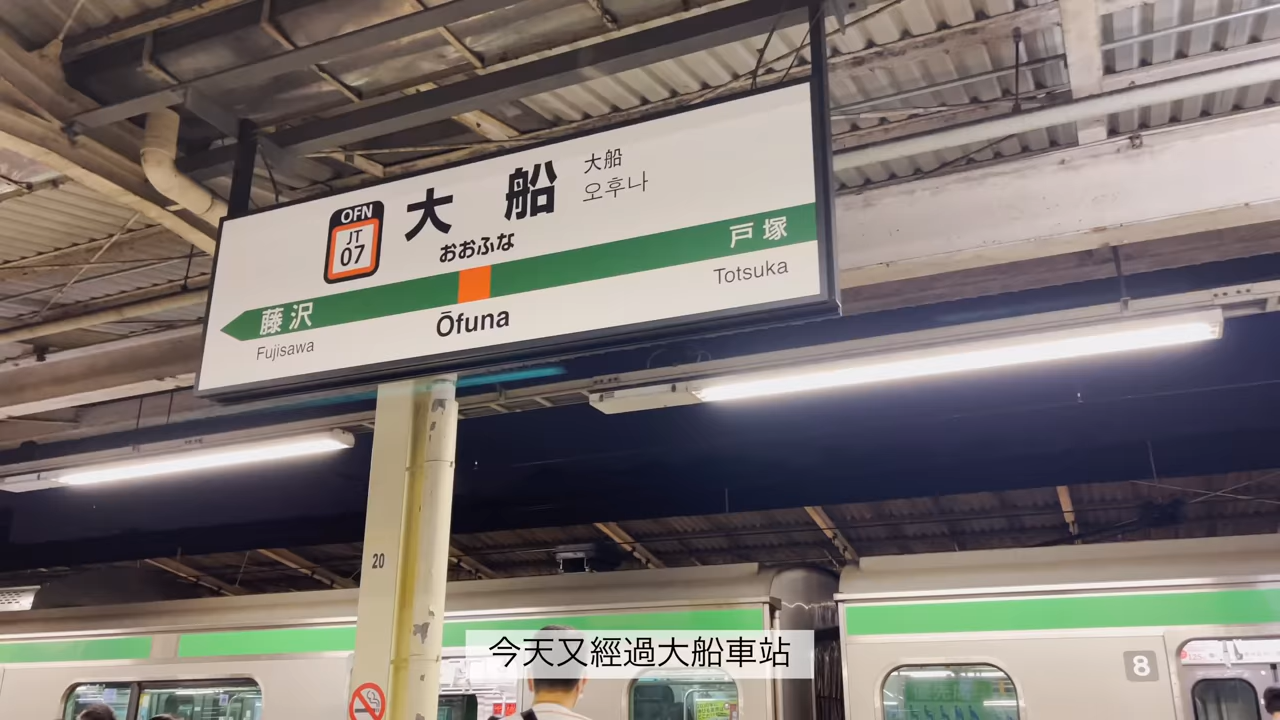 OFN
JT
07
大船
おおふな
大船
오후나
藤沢
Fujisawa
Ōfuna
戸塚
Totsuka
20
8
今天又經過大船車站